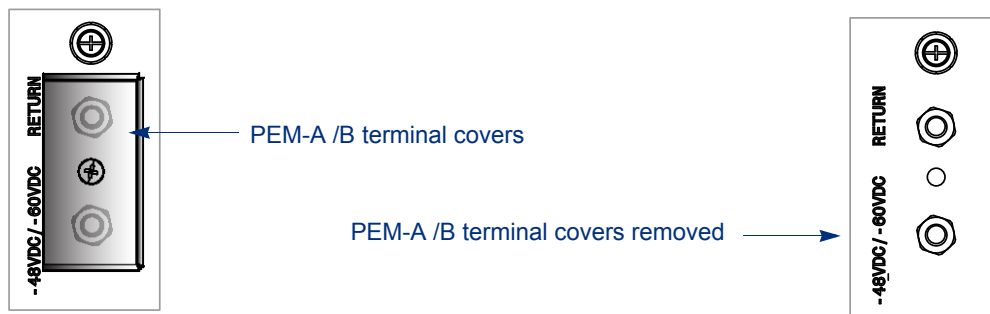 RETURN
-48VDC/-60VDC
PEM-A /B terminal covers
PEM-A /B terminal covers removed
RETURN
-48VDC/-60VDC